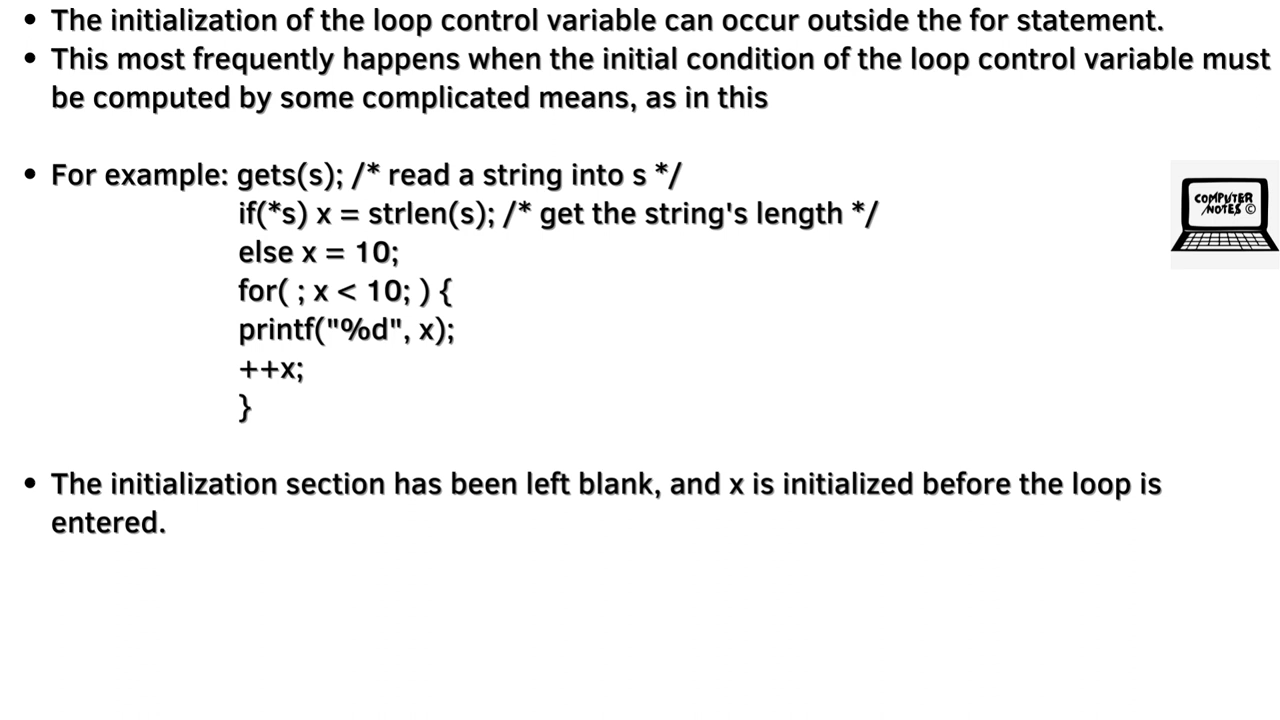 • The initialization of the loop control variable can occur outside the for statement.
• This most frequently happens when the initial condition of the loop control variable must
be computed by some complicated means, as in this
• For example: gets(s); /* read a string into s */
if(*s) x = strlen(s); /* get the string's length */
else x = 10;
for( ; x < 10; ) {
printf("%d", x);
++x;
}
COMPUTER
NOTES ©
• The initialization section has been left blank, and x is initialized before the loop is
entered.